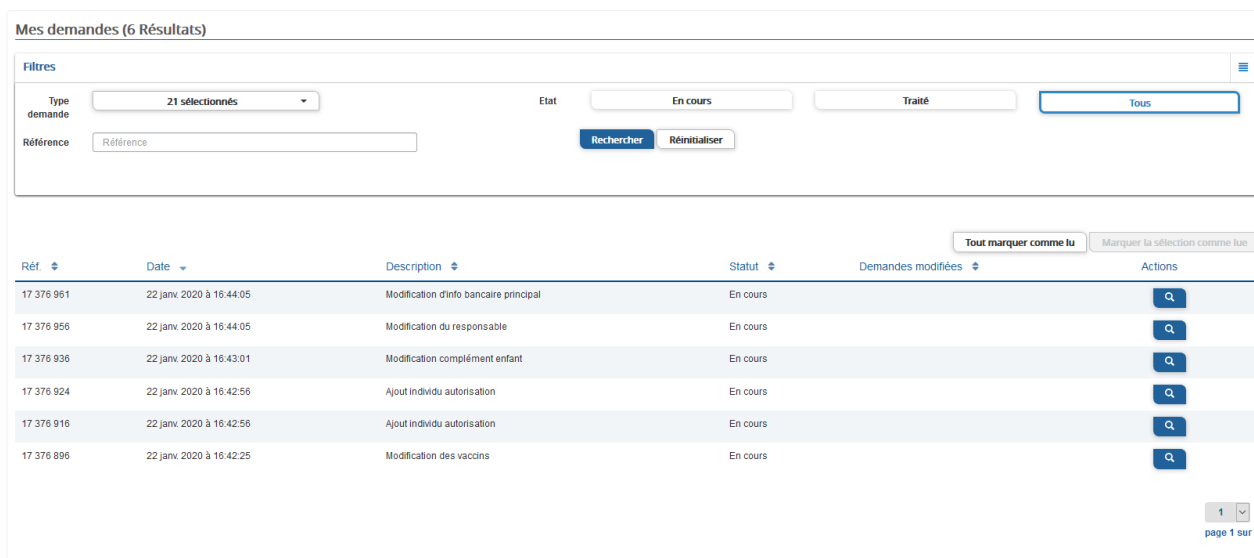 Mes demandes (6 Résultats)
Filtres
Type demande 21 sélectionnés Etat En cours Traité Tous
Référence Référence Rechercher Réinitialiser
Tout marquer comme lu Marquer la sélection comme lue
Réf. Date Description Statut Demandes modifiées Actions
17 376 961 22 janv. 2020 à 16:44:05 Modification d'info bancaire principal En cours
17 376 956 22 janv. 2020 à 16:44:05 Modification du responsable En cours
17 376 936 22 janv. 2020 à 16:43:01 Modification complément enfant En cours
17 376 924 22 janv. 2020 à 16:42:56 Ajout individu autorisation En cours
17 376 916 22 janv. 2020 à 16:42:56 Ajout individu autorisation En cours
17 376 896 22 janv. 2020 à 16:42:25 Modification des vaccins En cours
1
page 1 sur